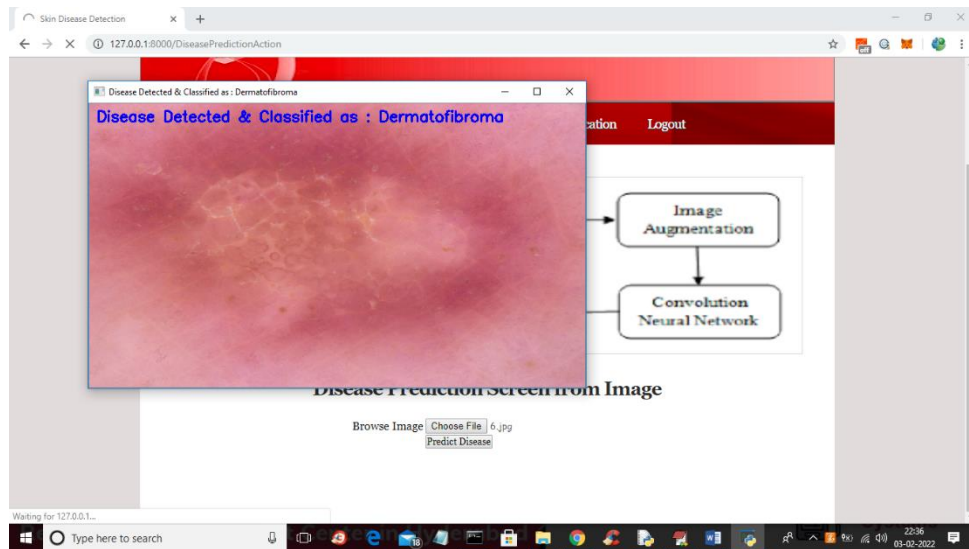 Skin Disease Detection
127.0.0.1:8000/DiseasePredictionAction
Disease Detected & Classified as : Dermatofibroma
Disease Detected & Classified as : Dermatofibroma
Logout
Image
Augmentation
Convolution
Neural Network
Disease Prediction Screen from Image
Browse Image Choose File 6.jpg
Predict Disease
Waiting for 127.0.0.1...
Type here to search
18
22:36
03-02-2022